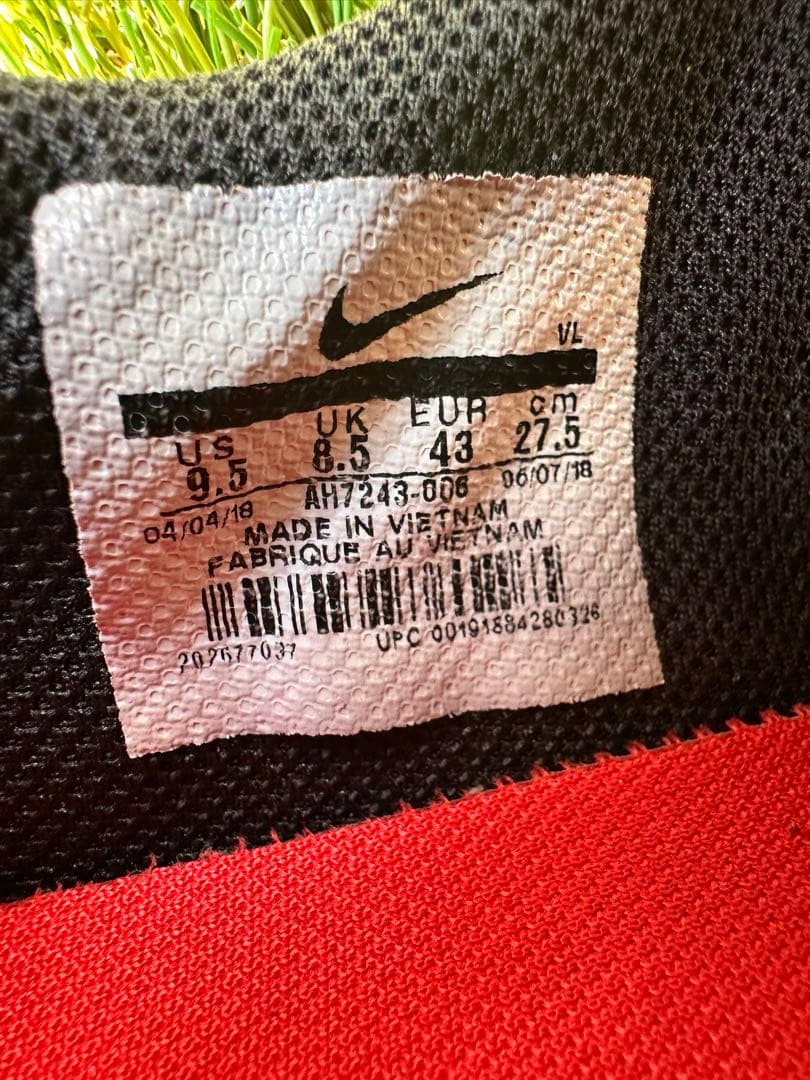 VL
US UK EUR cm
9.5 8.5 43 27.5
04/04/18 AH7243-006 06/07/18
MADE IN VIETNAM
FABRIQUE AU VIETNAM
202677037 UPC 00191884280326